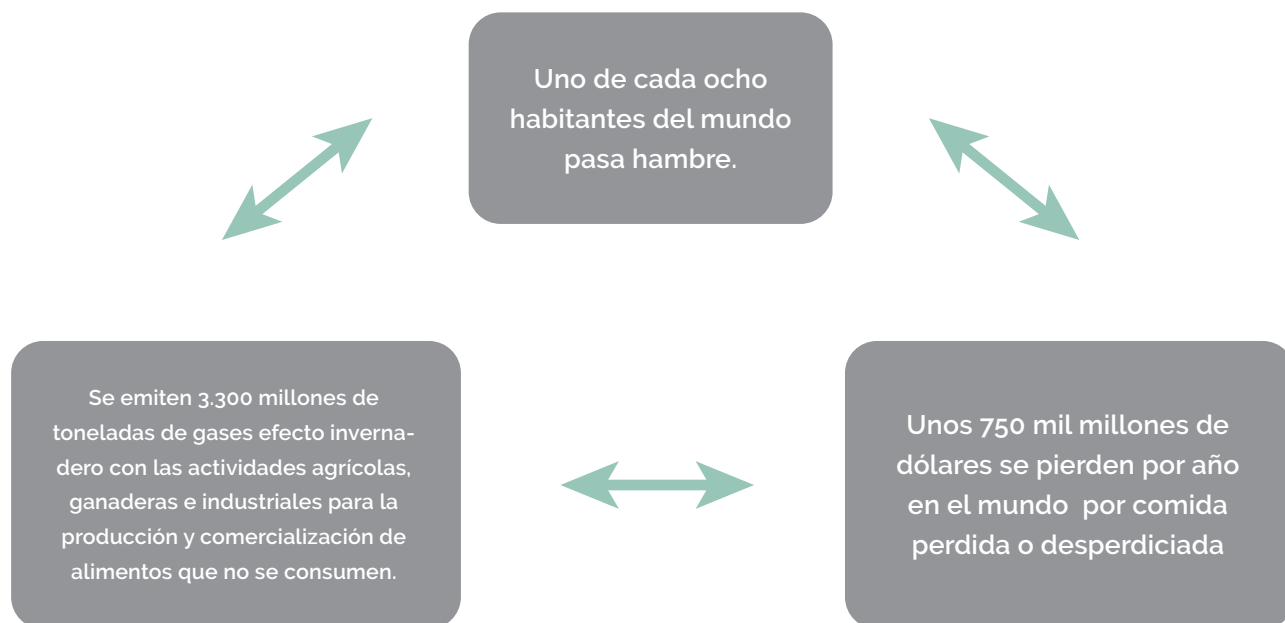 Uno de cada ocho
habitantes del mundo
pasa hambre.
Se emiten 3.300 millones de
toneladas de gases efecto inverna-
dero con las actividades agrícolas,
ganaderas e industriales para la
producción y comercialización de
alimentos que no se consumen.
Unos 750 mil millones de
dólares se pierden por año
en el mundo  por comida
perdida o desperdiciada